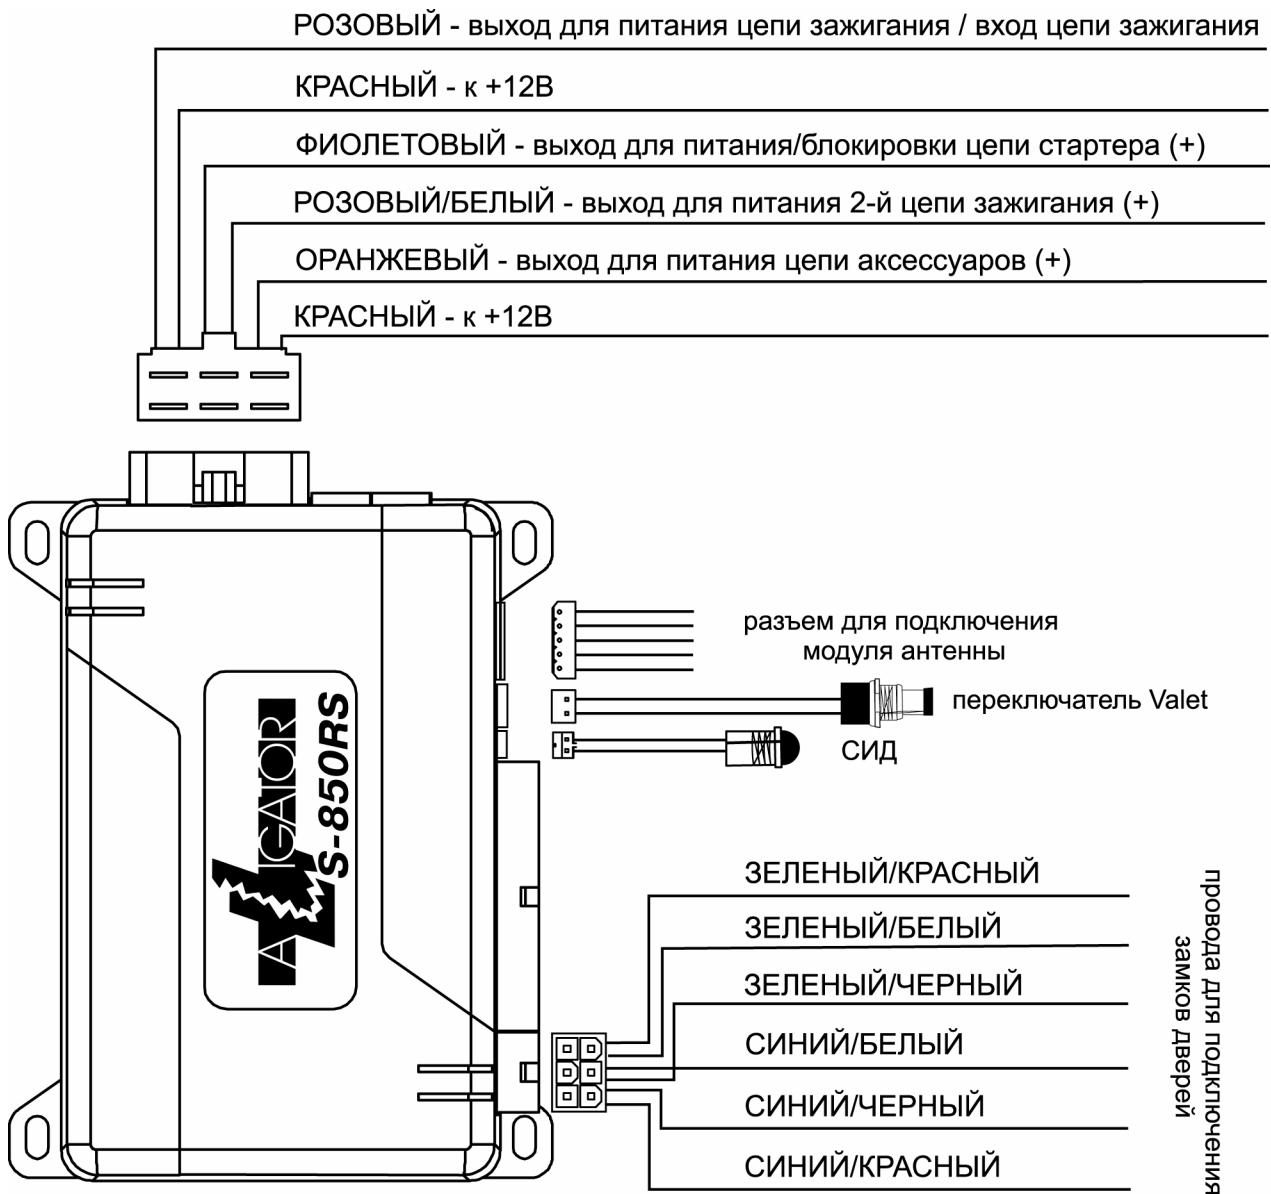 РОЗОВЫЙ - выход для питания цепи зажигания / вход цепи зажигания
КРАСНЫЙ - к +12В
ФИОЛЕТОВЫЙ - выход для питания/блокировки цепи стартера (+)
РОЗОВЫЙ/БЕЛЫЙ - выход для питания 2-й цепи зажигания (+)
ОРАНЖЕВЫЙ - выход для питания цепи аксессуаров (+)
КРАСНЫЙ - к +12В
разъем для подключения
модуля антенны
переключатель Valet
СИД
ALLIGATOR
S-850RS
ЗЕЛЕНЫЙ/КРАСНЫЙ
ЗЕЛЕНЫЙ/БЕЛЫЙ
ЗЕЛЕНЫЙ/ЧЕРНЫЙ
СИНИЙ/БЕЛЫЙ
СИНИЙ/ЧЕРНЫЙ
СИНИЙ/КРАСНЫЙ
провода для подключения
замков дверей